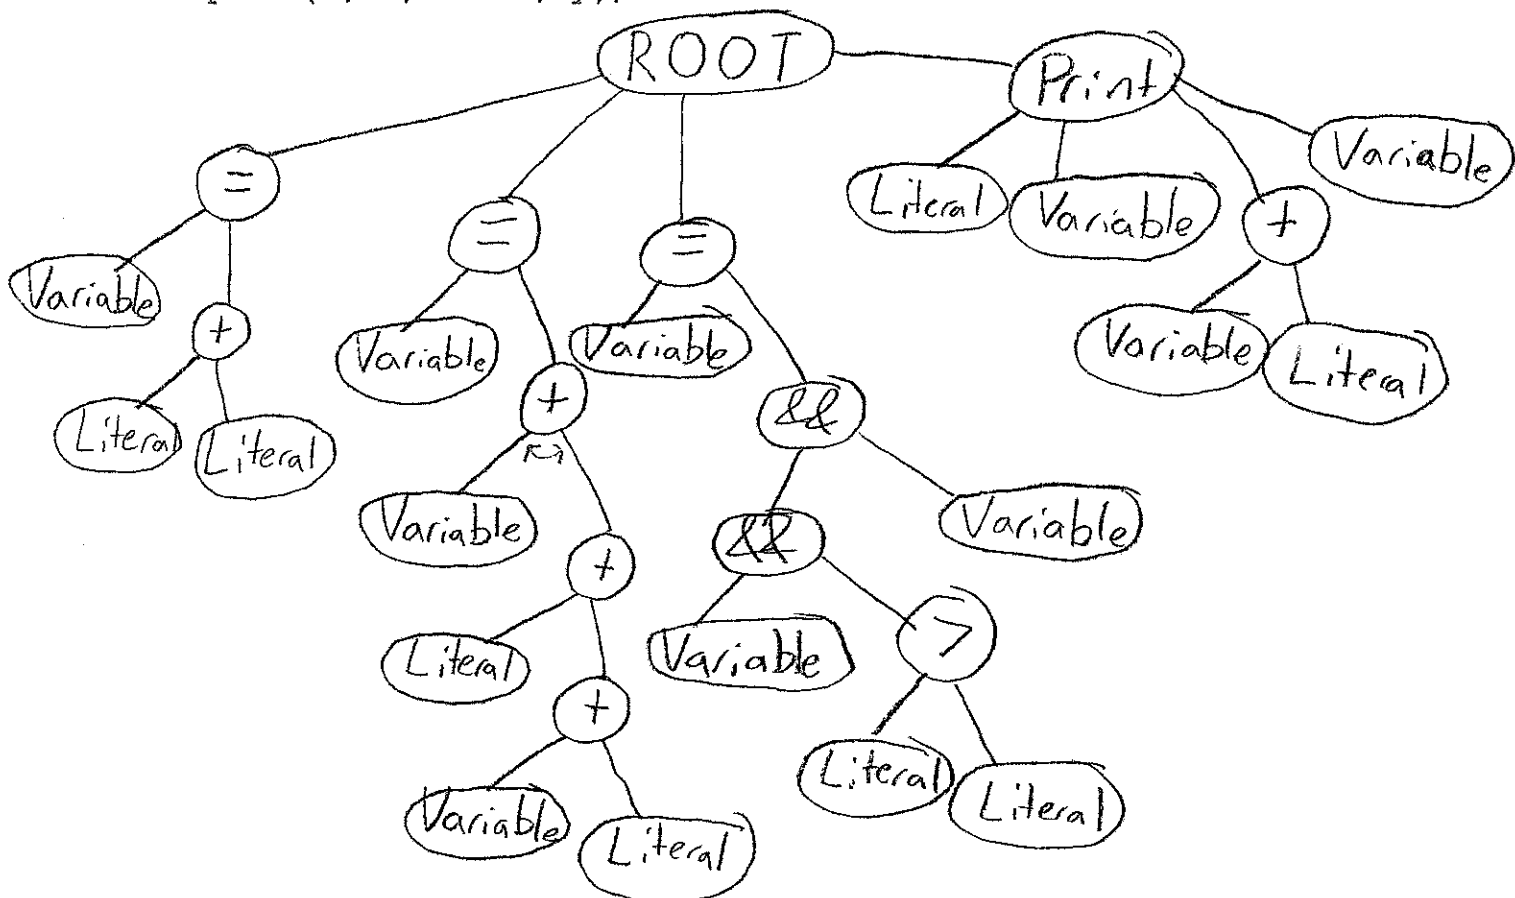 ROOT
Print
=
Literal
Variable
+
Variable
Variable
Literal
Variable
+
Literal
Literal
=
Variable
+
Variable
+
Literal
+
Variable
Literal
=
Variable
&&
&&
Variable
Variable
>
Literal
Literal